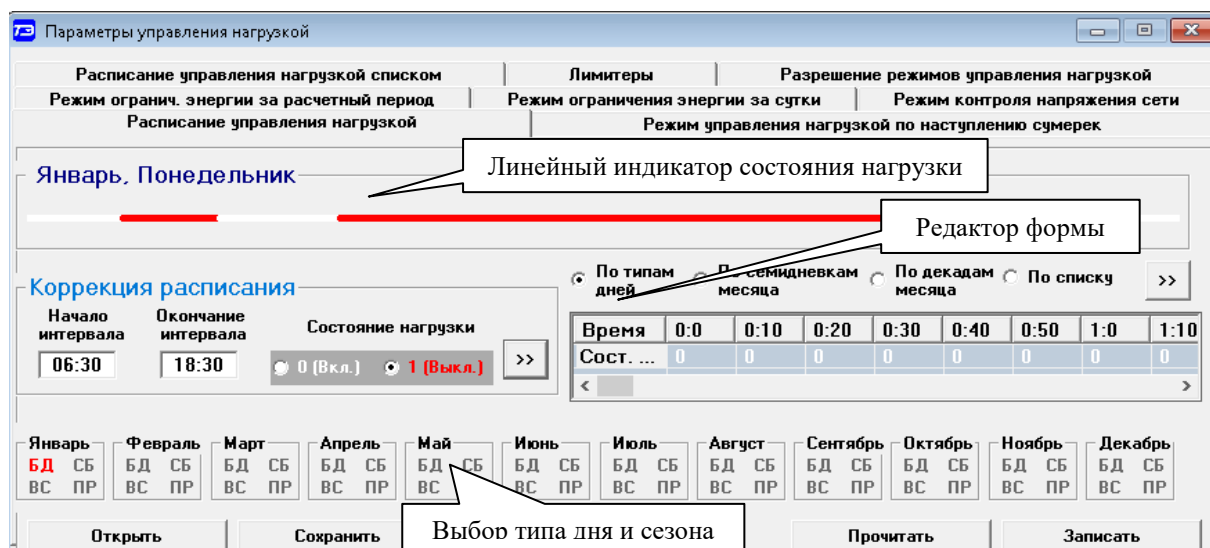 ТЭ Параметры управления нагрузкой
Расписание управления нагрузкой списком Лимитеры Разрешение режимов управления нагрузкой
Режим огранич. энергии за расчетный период Режим ограничения энергии за сутки Режим контроля напряжения сети
Расписание управления нагрузкой Режим управления нагрузкой по наступлению сумерек
Линейный индикатор состояния нагрузки
Январь, Понедельник
Редактор формы
По типам дней По семидневкам месяца По декадам месяца По списку >>
Коррекция расписания
Начало интервала Окончание интервала Состояние нагрузки
06:30 18:30 0 (Вкл.) 1 (Выкл.) >>
Время 0:0 0:10 0:20 0:30 0:40 0:50 1:0 1:10
Сост. ... 0 0 0 0 0 0 0 0
< >
Январь Февраль Март Апрель Май Июнь Июль Август Сентябрь Октябрь Ноябрь Декабрь
БД СБ БД СБ БД СБ БД СБ БД СБ БД СБ БД СБ БД СБ БД СБ БД СБ БД СБ БД СБ
ВС ПР ВС ПР ВС ПР ВС ПР ВС ВС ПР ВС ПР ВС ПР ВС ПР ВС ПР ВС ПР ВС ПР
Выбор типа дня и сезона
Открыть Сохранить Прочитать Записать